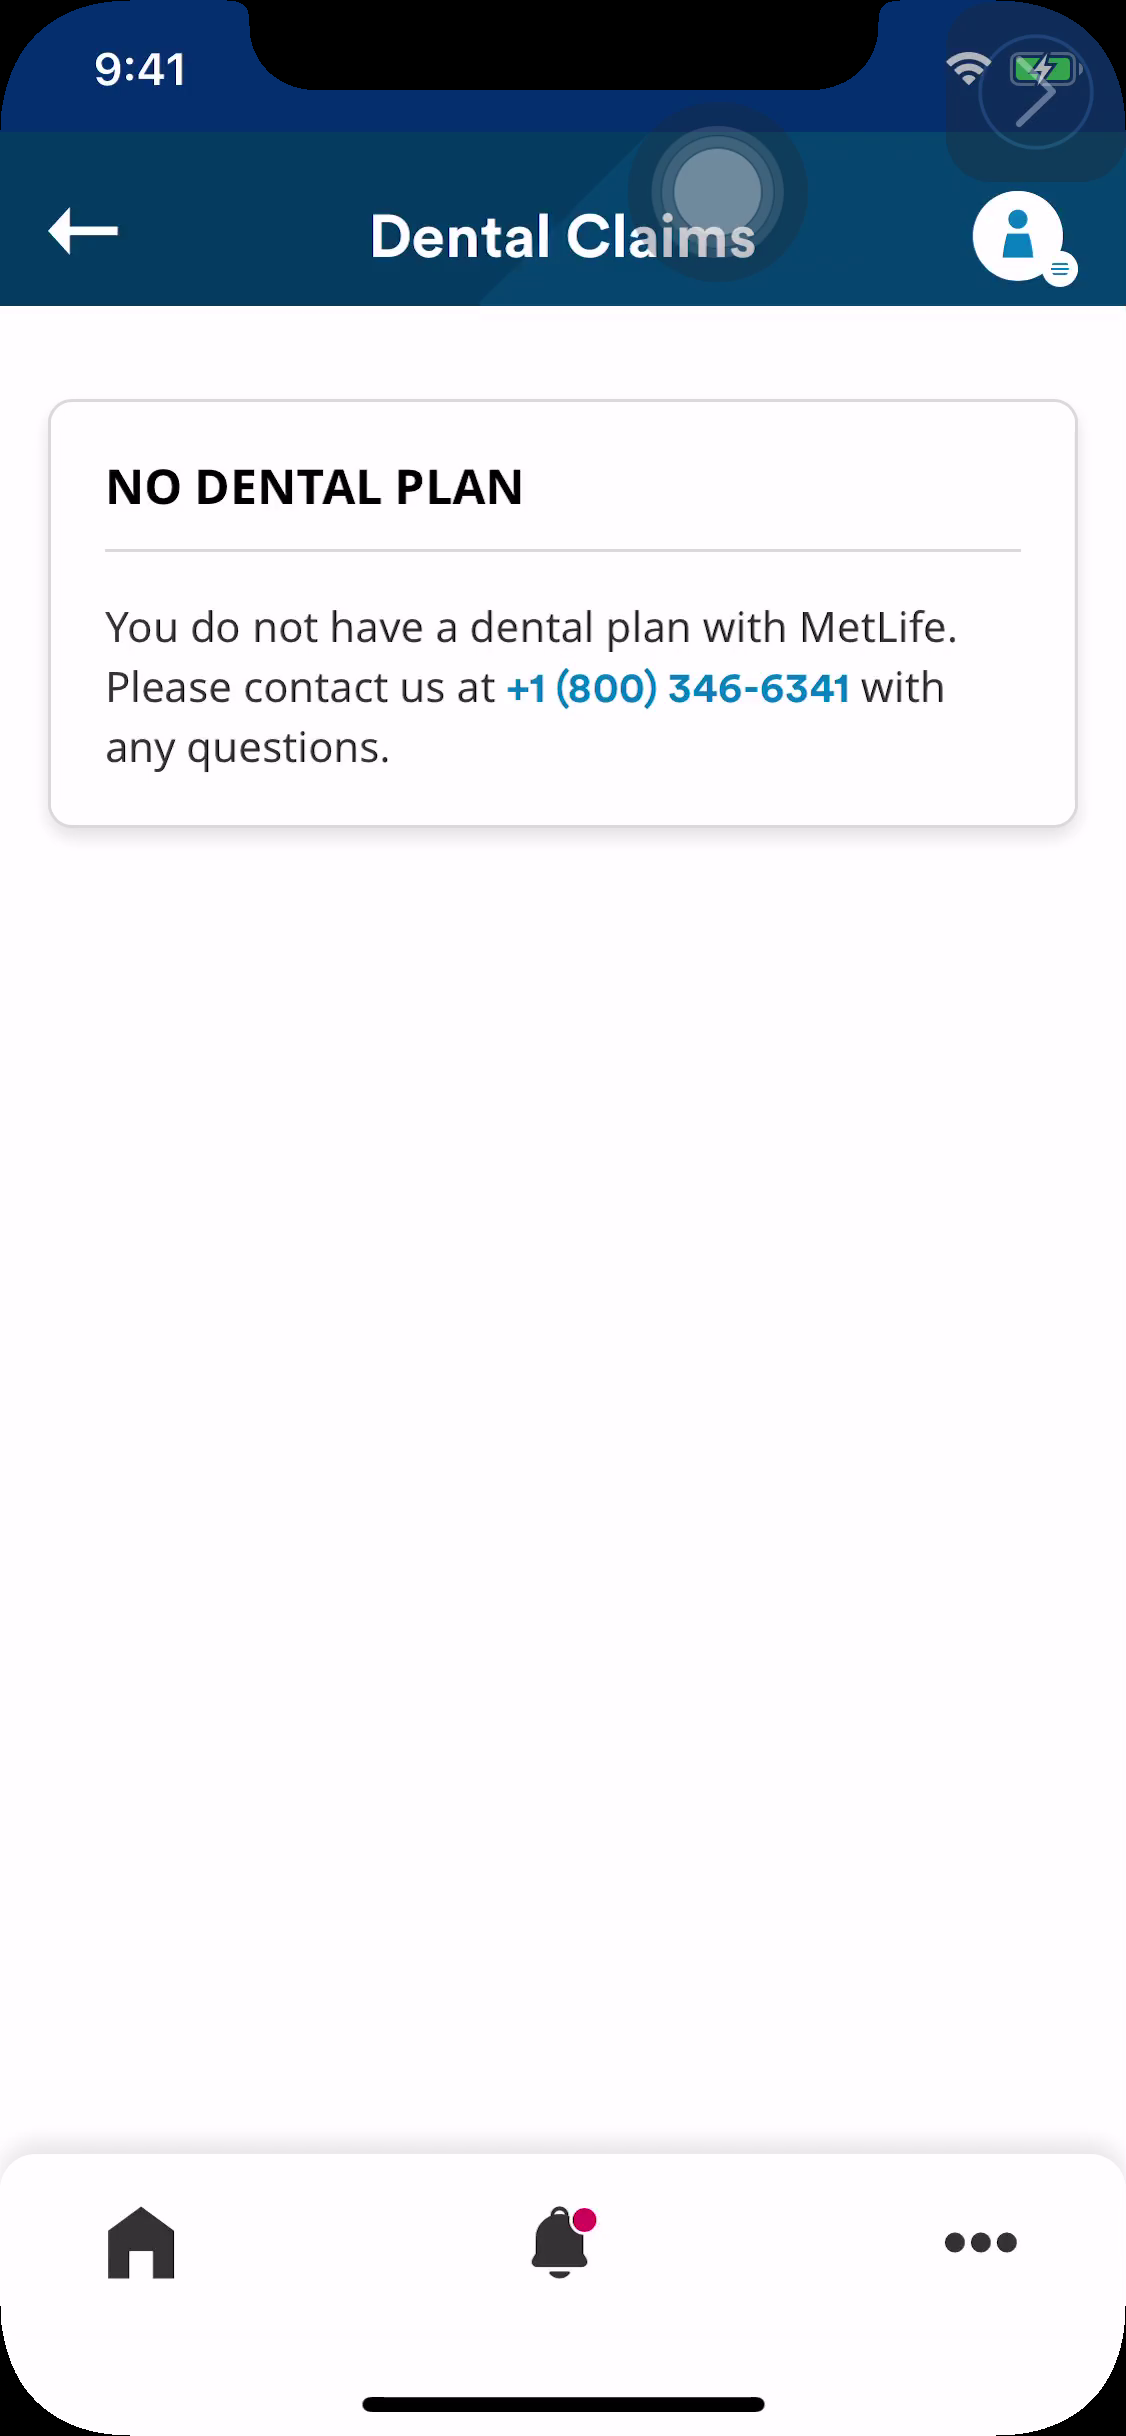 9:41
Dental Claims
NO DENTAL PLAN
You do not have a dental plan with MetLife.
Please contact us at +1 (800) 346-6341 with
any questions.